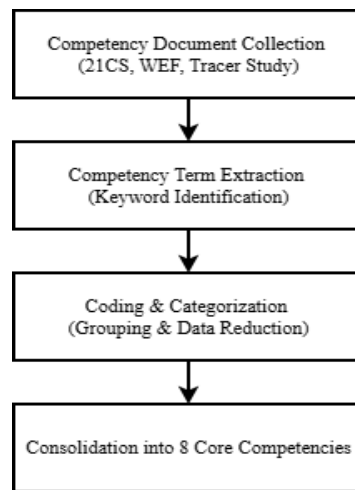 Competency Document Collection
(21CS, WEF, Tracer Study)
Competency Term Extraction
(Keyword Identification)
Coding & Categorization
(Grouping & Data Reduction)
Consolidation into 8 Core Competencies